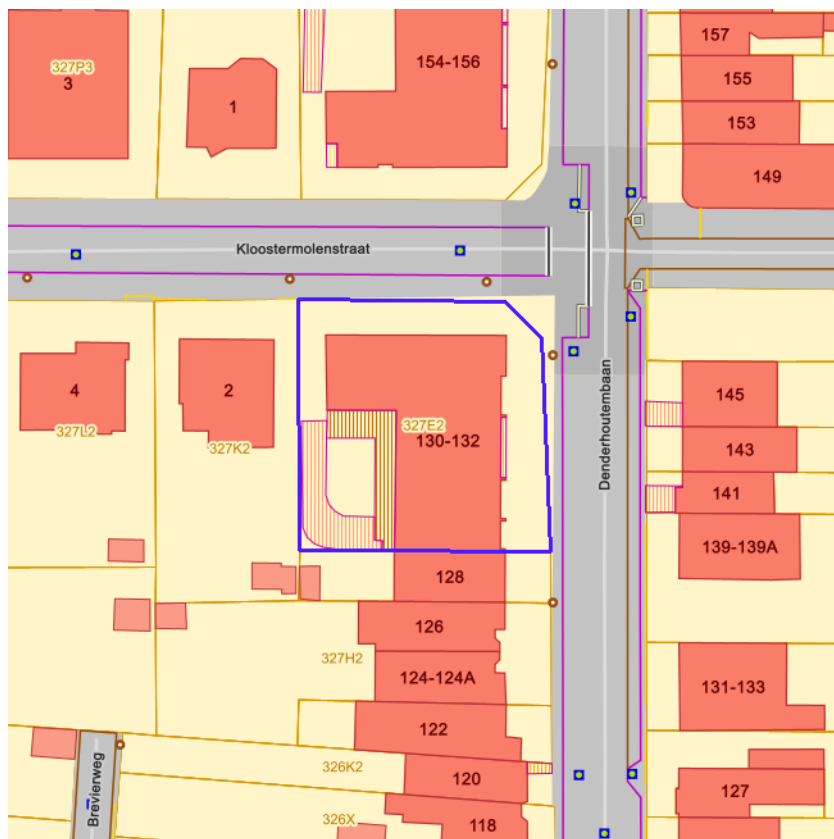 157
154-156
327P3
3
155
1
153
149
Kloostermolenstraat
4
2
145
327E2
327L2
130-132
143
327K2
Denderhoutembaan
141
139-139A
128
126
327H2
124-124A
131-133
122
326K2
120
127
Brevierweg
326X
118